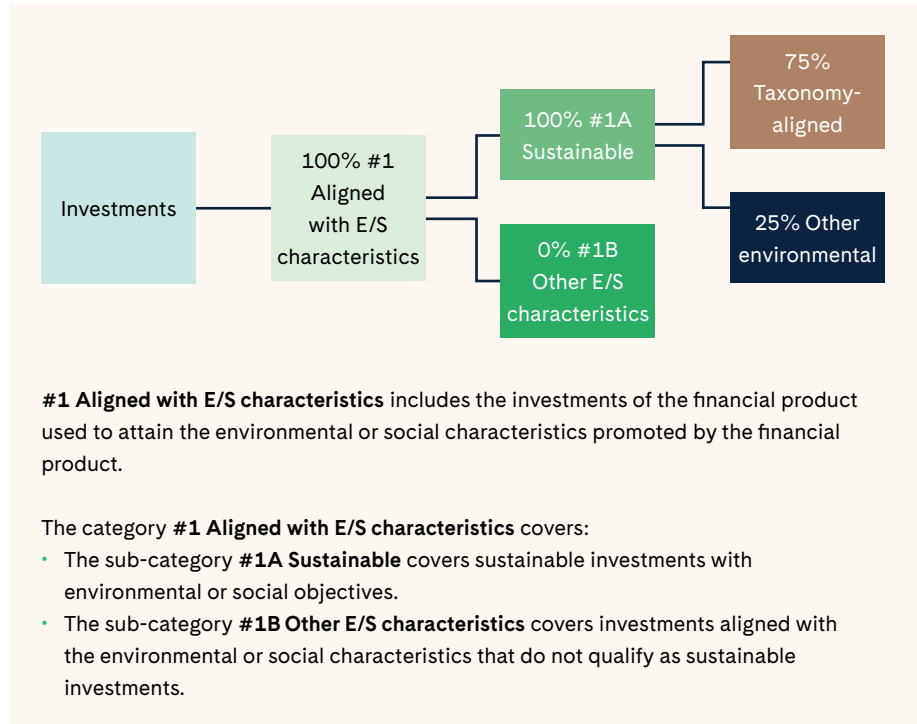 Investments
100% #1
Aligned
with E/S
characteristics
100% #1A
Sustainable
0% #1B
Other E/S
characteristics
75%
Taxonomy-
aligned
25% Other
environmental
#1 Aligned with E/S characteristics includes the investments of the financial product
used to attain the environmental or social characteristics promoted by the financial
product.
The category #1 Aligned with E/S characteristics covers:
• The sub-category #1A Sustainable covers sustainable investments with
environmental or social objectives.
• The sub-category #1B Other E/S characteristics covers investments aligned with
the environmental or social characteristics that do not qualify as sustainable
investments.